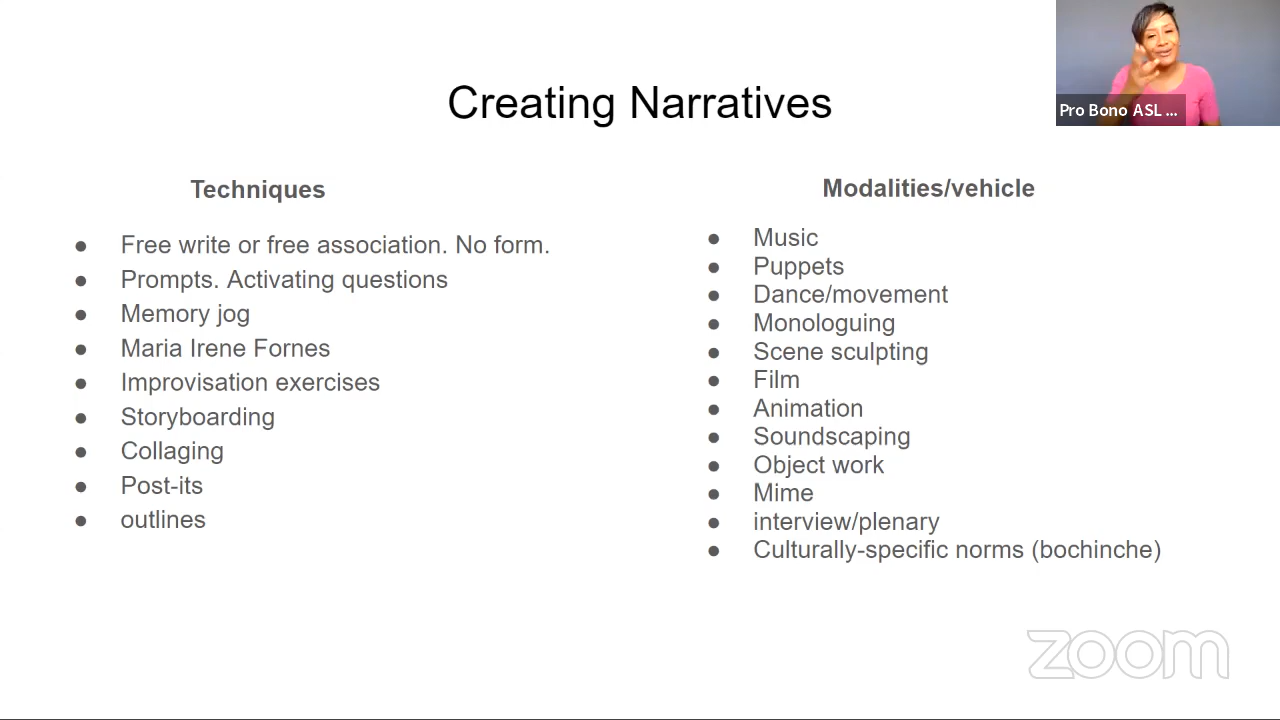 Creating Narratives
Pro Bono ASL ...
Techniques
Free write or free association. No form.
Prompts. Activating questions
Memory jog
Maria Irene Fornes
Improvisation exercises
Storyboarding
Collaging
Post-its
outlines
Modalities/vehicle
Music
Puppets
Dance/movement
Monologuing
Scene sculpting
Film
Animation
Soundscaping
Object work
Mime
interview/plenary
Culturally-specific norms (bochinche)
zoom